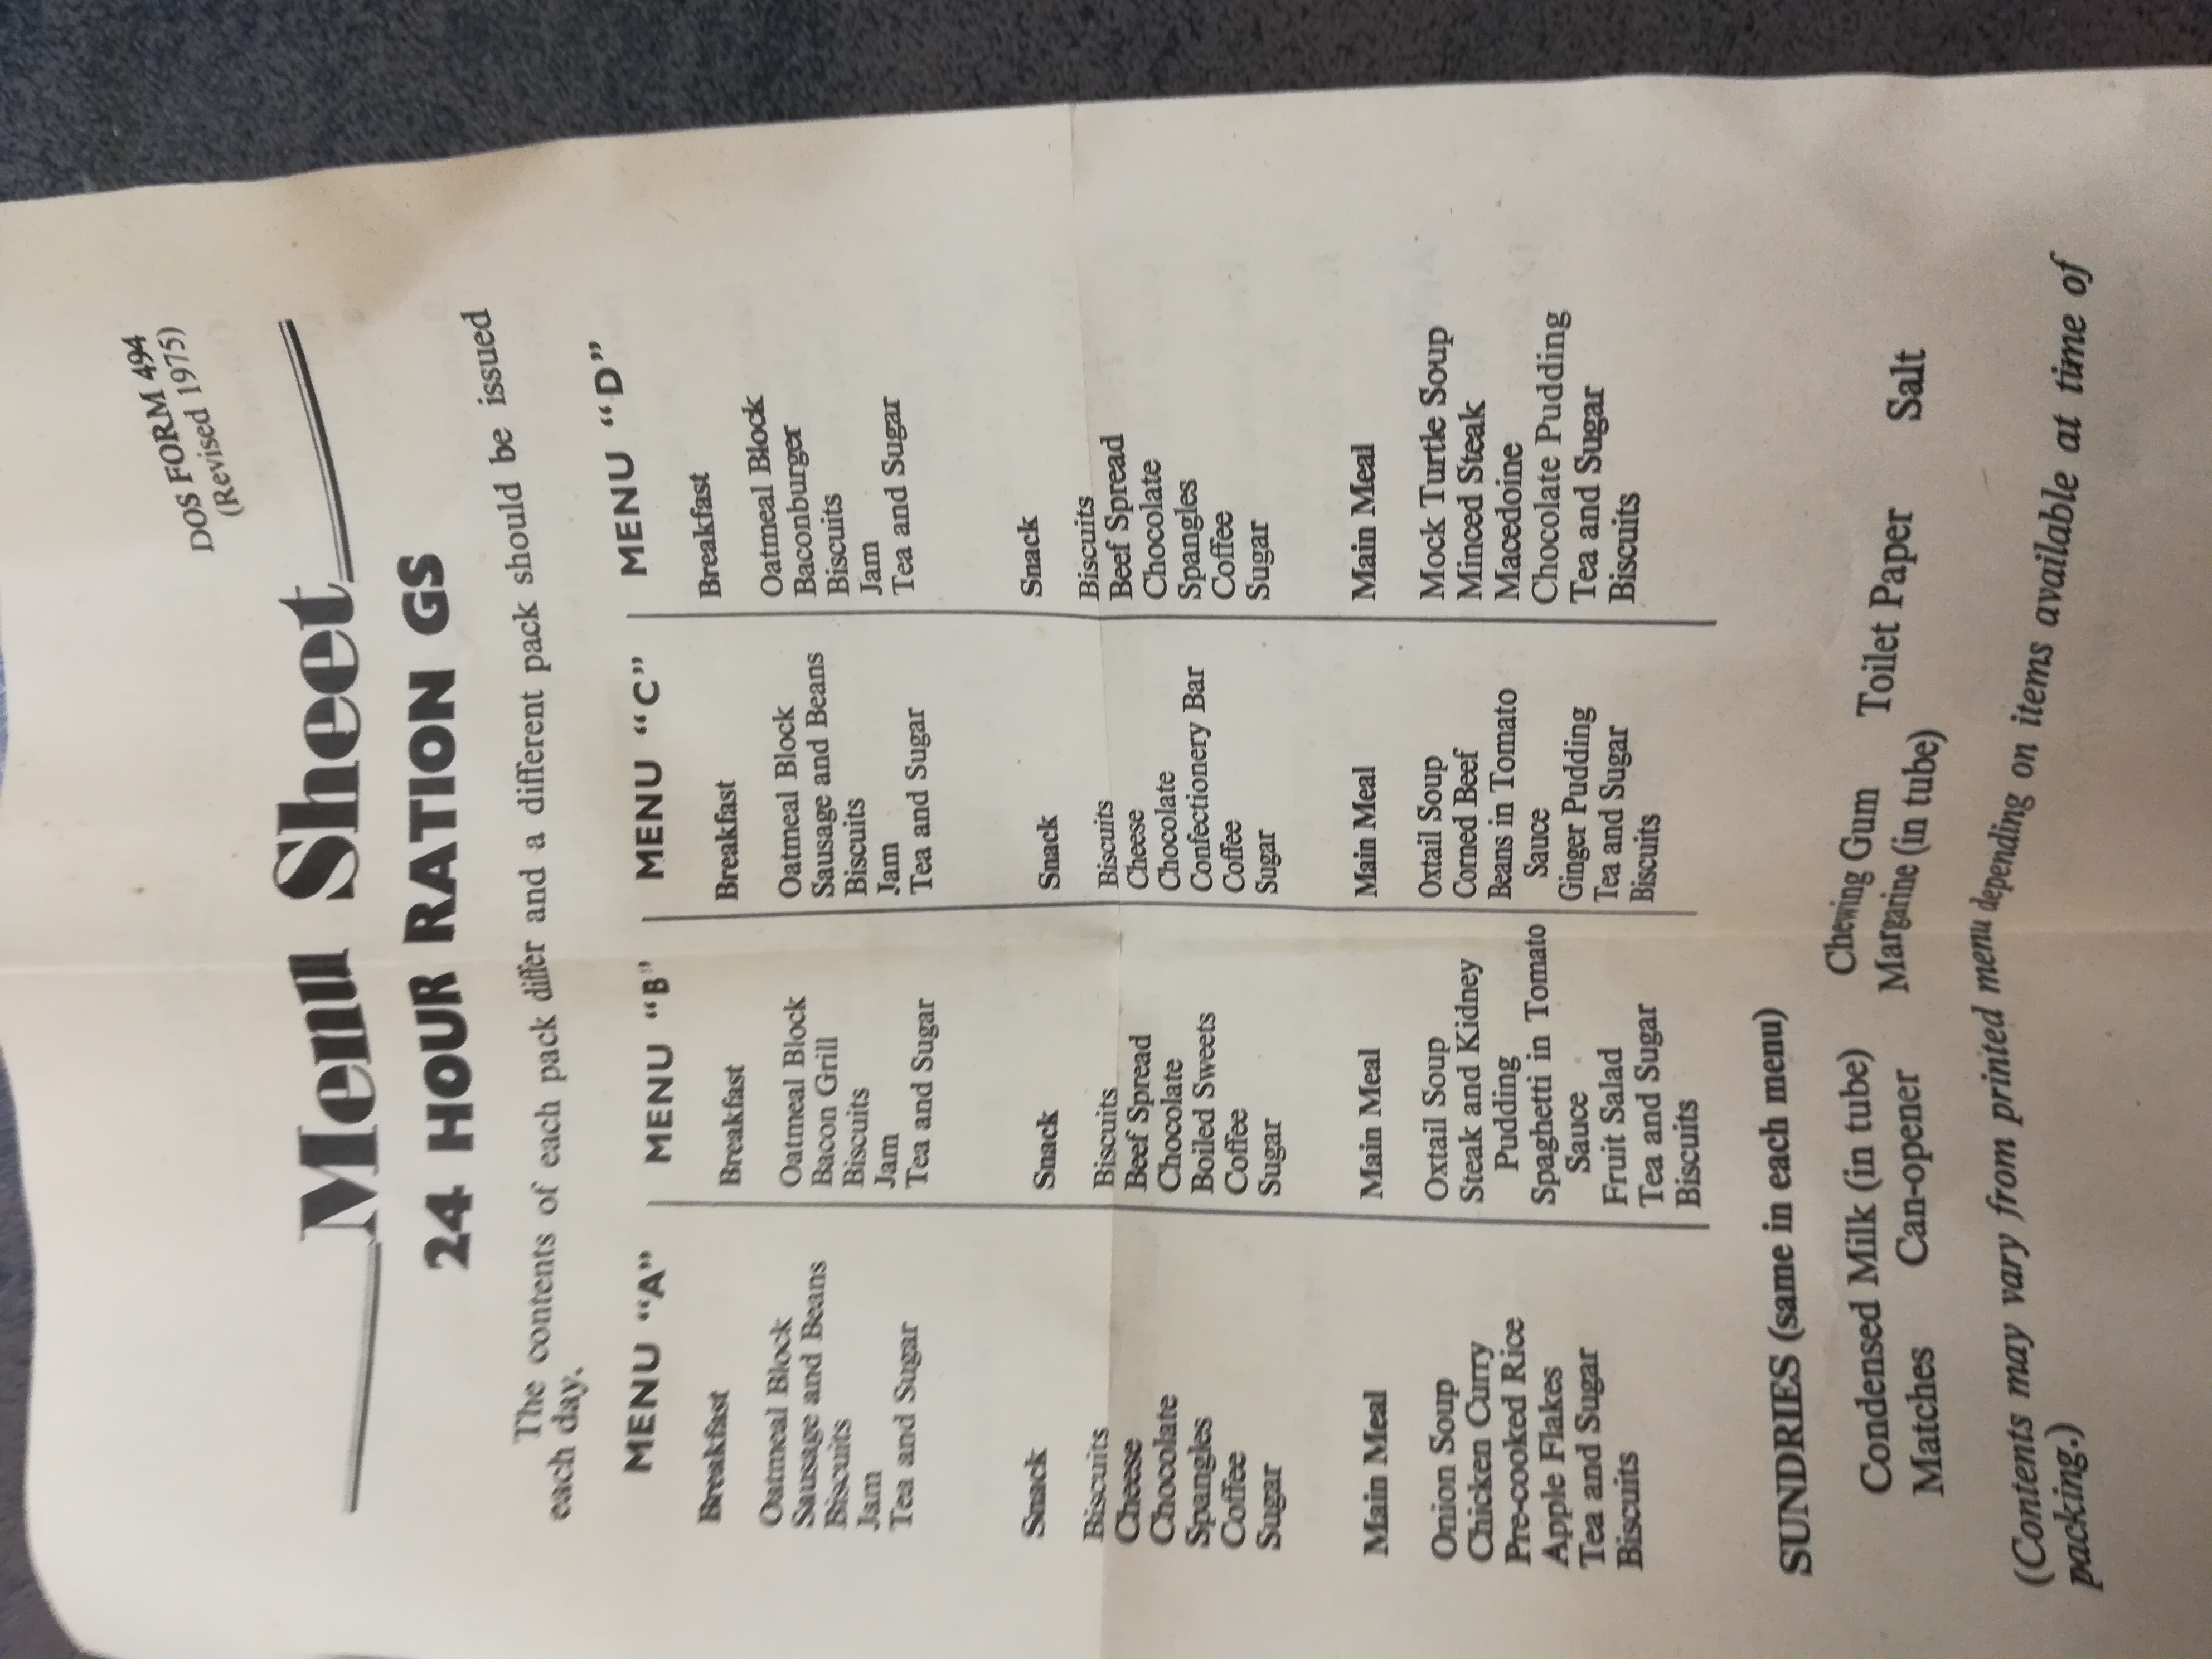 DOS FORM 494
(Revised 1975)
Menu Sheet
24 HOUR RATION GS
The contents of each pack differ and a different pack should be issued
each day.
MENU "A"
Breakfast
Oatmeal Block
Sausage and Beans
Biscuits
Jam
Tea and Sugar
Snack
Biscuits
Cheese
Chocolate
Spangles
Coffee
Sugar
Main Meal
Onion Soup
Chicken Curry
Pre-cooked Rice
Apple Flakes
Tea and Sugar
Biscuits
MENU "B"
Breakfast
Oatmeal Block
Bacon Grill
Biscuits
Jam
Tea and Sugar
Snack
Biscuits
Beef Spread
Chocolate
Boiled Sweets
Coffee
Sugar
Main Meal
Oxtail Soup
Steak and Kidney
Pudding
Spaghetti in Tomato
Sauce
Fruit Salad
Tea and Sugar
Biscuits
MENU "C"
Breakfast
Oatmeal Block
Sausage and Beans
Biscuits
Jam
Tea and Sugar
Snack
Biscuits
Cheese
Chocolate
Confectionery Bar
Coffee
Sugar
Main Meal
Oxtail Soup
Corned Beef
Beans in Tomato
Sauce
Ginger Pudding
Tea and Sugar
Biscuits
MENU "D"
Breakfast
Oatmeal Block
Baconburger
Biscuits
Jam
Tea and Sugar
Snack
Biscuits
Beef Spread
Chocolate
Spangles
Coffee
Sugar
Main Meal
Mock Turtle Soup
Minced Steak
Macedoine
Chocolate Pudding
Tea and Sugar
Biscuits
SUNDRIES (same in each menu)
Condensed Milk (in tube) Chewing Gum Toilet Paper Salt
Matches Can-opener Margarine (in tube)
(Contents may vary from printed menu depending on items available at time of
packing.)